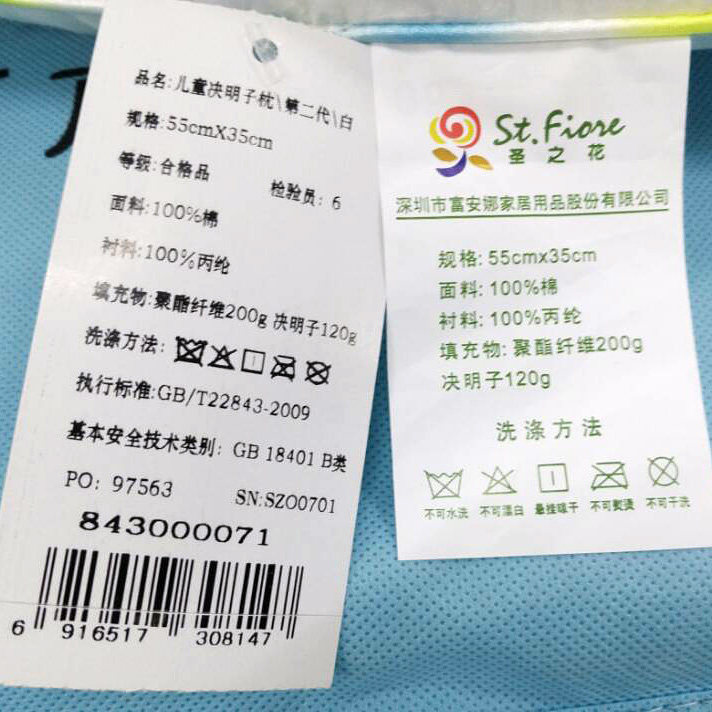 品名:儿童决明子枕\第二代\白
规格:55cmX35cm
等级:合格品 检验员: 6
面料:100%棉
衬料:100%丙纶
填充物:聚酯纤维200g 决明子120g
洗涤方法:
执行标准:GB/T22843-2009
基本安全技术类别: GB 18401 B类
PO: 97563 SN:SZO0701
843000071
6 916517 308147
St.Fiore
圣之花
深圳市富安娜家居用品股份有限公司
规格: 55cmx35cm
面料: 100%棉
衬料: 100%丙纶
填充物: 聚酯纤维200g
决明子120g
洗涤方法
不可水洗 不可漂白 悬挂晾干 不可熨烫 不可干洗